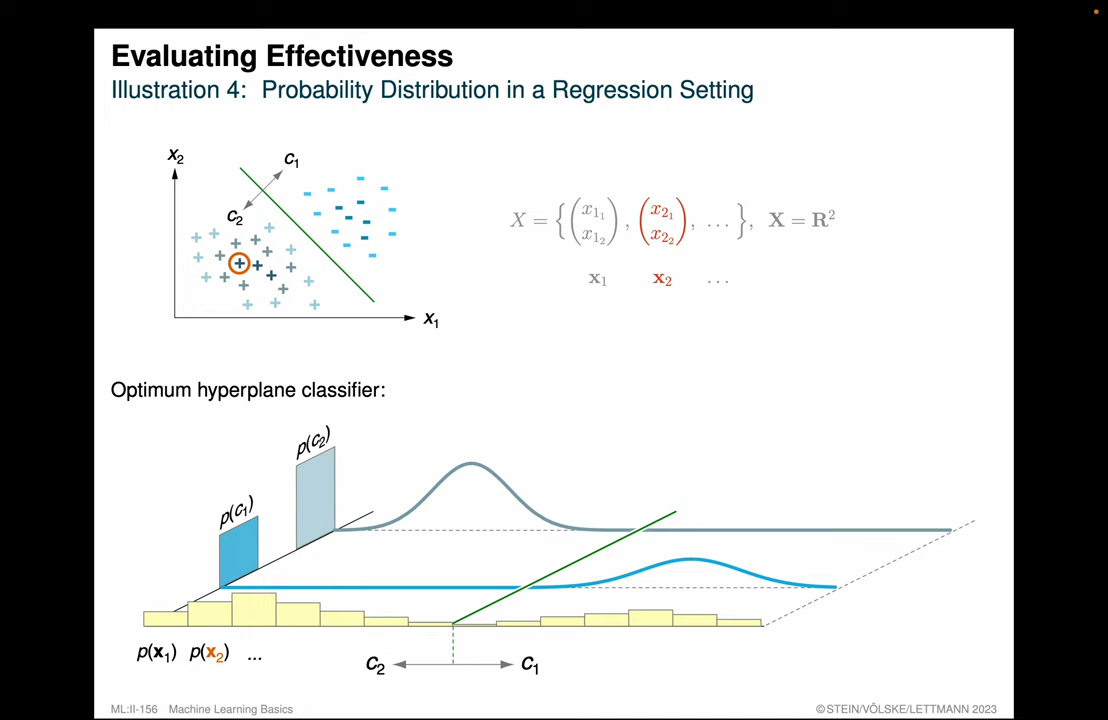 Evaluating Effectiveness
Illustration 4: Probability Distribution in a Regression Setting
x₂
c₁
c₂
x₁
X = {(x₁₁ x₁₂), (x₂₁ x₂₂), ...}, X = R²
x₁ x₂ ...
Optimum hyperplane classifier:
p(c₂)
p(c₁)
p(x₁) p(x₂) ...
c₂ c₁
ML:II-156 Machine Learning Basics
©STEIN/VÖLSKE/LETTMANN 2023